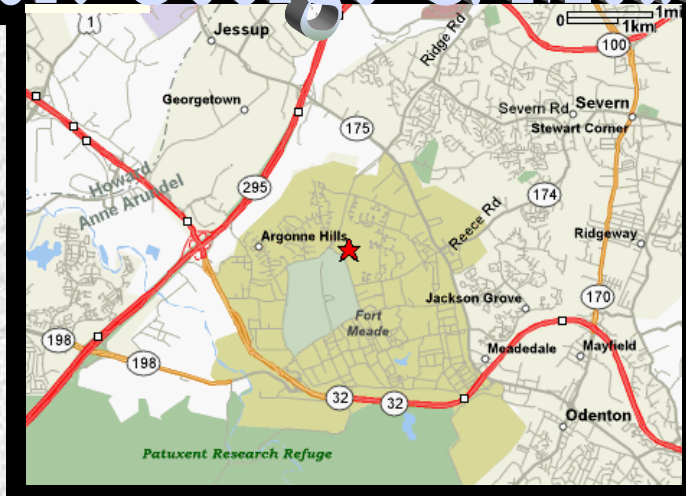 1
Jessup
Ridge Rd
0 1mi
1km
100
Georgetown
Severn Rd
Severn
175
Stewart Corner
Howard
Anne Arundel
295
174
Reece Rd
Argonne Hills
Ridgeway
Jackson Grove
170
Fort
Meade
198
198
Meadedale
Mayfield
32
32
Odenton
Patuxent Research Refuge